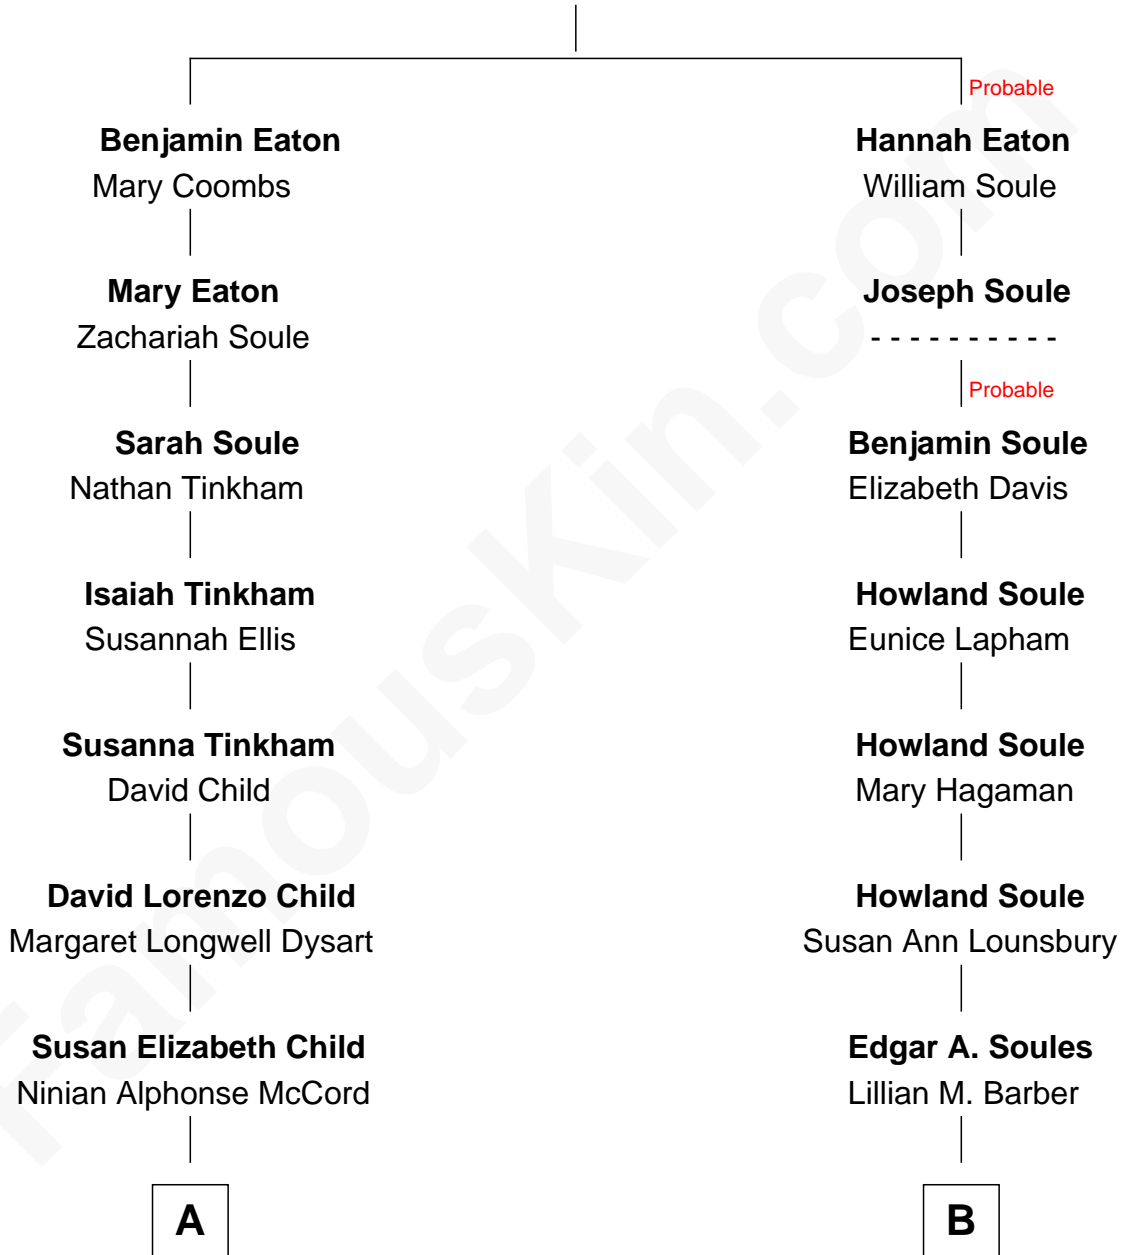 Probable
Benjamin Eaton
Mary Coombs
Hannah Eaton
William Soule
Mary Eaton
Zachariah Soule
Joseph Soule
- - - - - - - - - -
Probable
Sarah Soule
Nathan Tinkham
Benjamin Soule
Elizabeth Davis
Isaiah Tinkham
Susannah Ellis
Howland Soule
Eunice Lapham
Susanna Tinkham
David Child
Howland Soule
Mary Hagaman
David Lorenzo Child
Margaret Longwell Dysart
Howland Soule
Susan Ann Lounsbury
Susan Elizabeth Child
Ninian Alphonse McCord
Edgar A. Soules
Lillian M. Barber
A
B
FamousKin.com